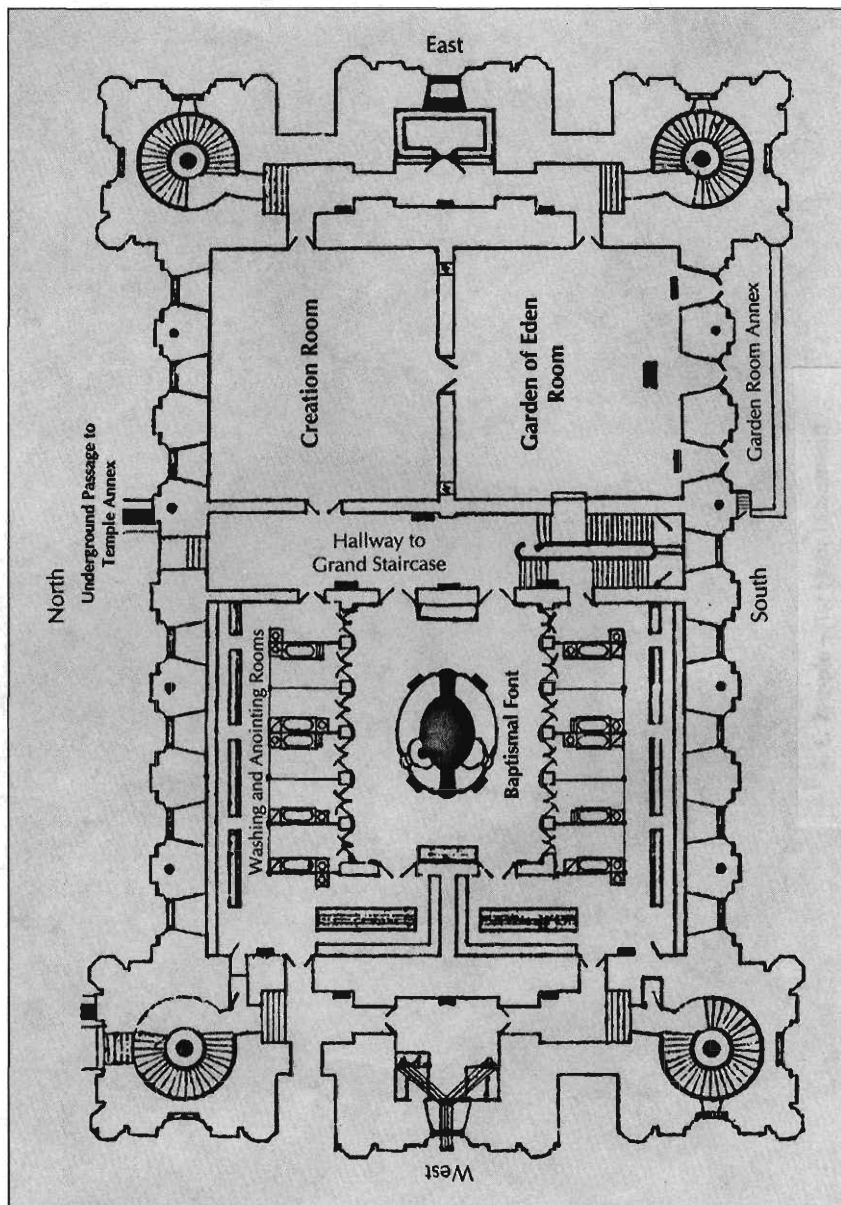 East
Creation Room
Garden of Eden
Room
Garden Room Annex
Underground Passage to
Temple Annex
North
Hallway to
Grand Staircase
South
Washing and Anointing Rooms
Baptismal Font
West